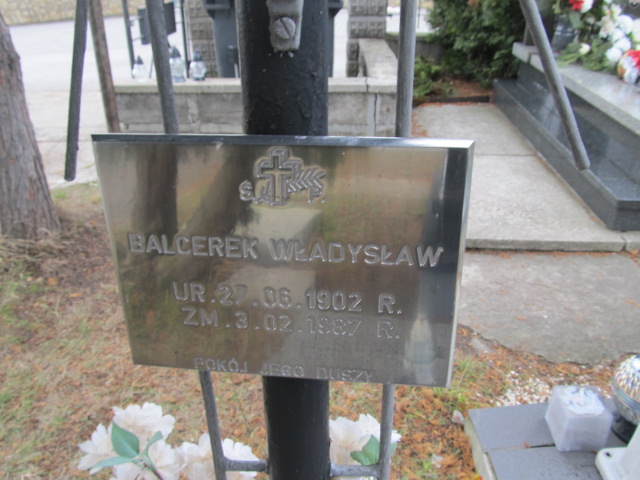 Ś. P.
BALCEREK WŁADYSŁAW
UR.27.06.1902 R.
ZM.3.02.1987 R.
POKÓJ JEGO DUSZY